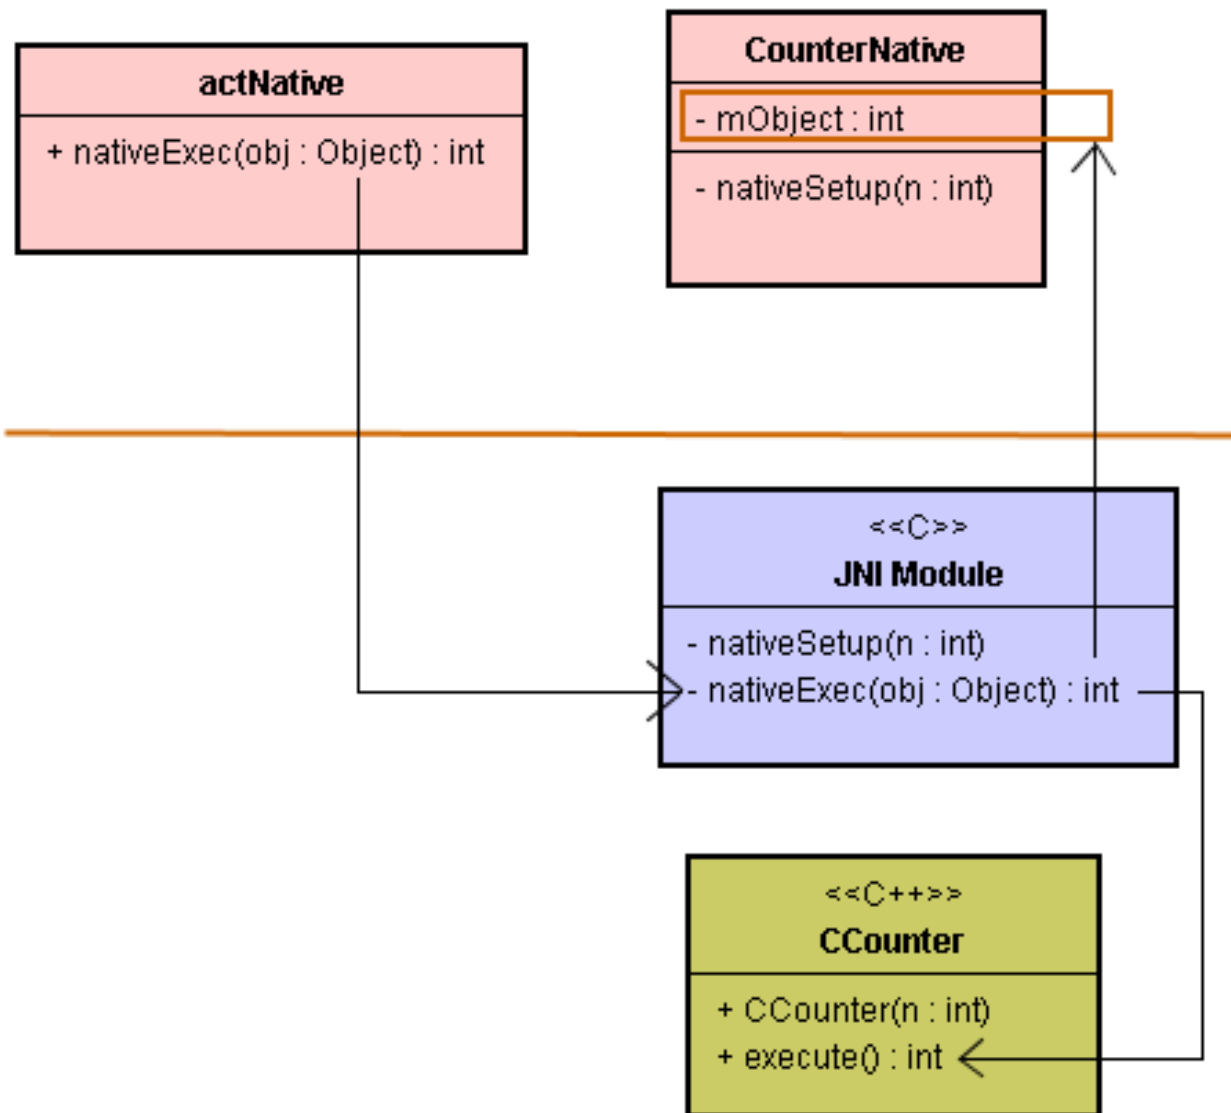 actNative
+ nativeExec(obj : Object) : int
CounterNative
- mObject : int
- nativeSetup(n : int)
<<C>>
JNI Module
- nativeSetup(n : int)
- nativeExec(obj : Object) : int
<<C++>>
CCounter
+ CCounter(n : int)
+ execute() : int